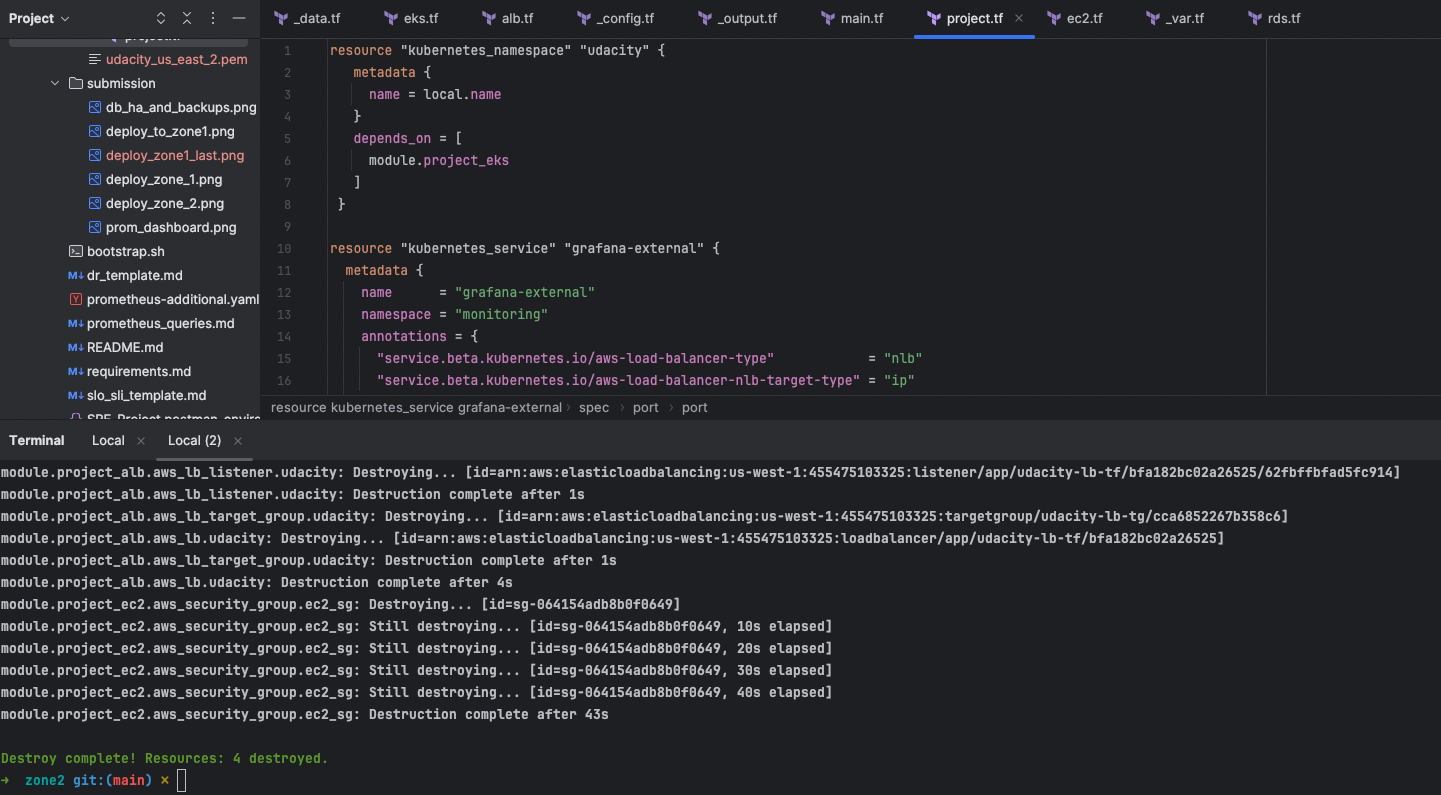 Project
_data.tf eks.tf alb.tf _config.tf _output.tf main.tf project.tf × ec2.tf _var.tf rds.tf
udacity_us_east_2.pem
submission
db_ha_and_backups.png
deploy_to_zone1.png
deploy_zone1_last.png
deploy_zone_1.png
deploy_zone_2.png
prom_dashboard.png
bootstrap.sh
M↓ dr_template.md
Y prometheus-additional.yaml
M↓ prometheus_queries.md
M↓ README.md
M↓ requirements.md
M↓ slo_sli_template.md
1 resource "kubernetes_namespace" "udacity" {
2 metadata {
3 name = local.name
4 }
5 depends_on = [
6 module.project_eks
7 ]
8 }
9
10 resource "kubernetes_service" "grafana-external" {
11 metadata {
12 name = "grafana-external"
13 namespace = "monitoring"
14 annotations = {
15 "service.beta.kubernetes.io/aws-load-balancer-type" = "nlb"
16 "service.beta.kubernetes.io/aws-load-balancer-nlb-target-type" = "ip"
resource kubernetes_service grafana-external › spec › port › port
Terminal Local × Local (2) ×
module.project_alb.aws_lb_listener.udacity: Destroying... [id=arn:aws:elasticloadbalancing:us-west-1:455475103325:listener/app/udacity-lb-tf/bfa182bc02a26525/62fbffbfad5fc914]
module.project_alb.aws_lb_listener.udacity: Destruction complete after 1s
module.project_alb.aws_lb_target_group.udacity: Destroying... [id=arn:aws:elasticloadbalancing:us-west-1:455475103325:targetgroup/udacity-lb-tg/cca6852267b358c6]
module.project_alb.aws_lb.udacity: Destroying... [id=arn:aws:elasticloadbalancing:us-west-1:455475103325:loadbalancer/app/udacity-lb-tf/bfa182bc02a26525]
module.project_alb.aws_lb_target_group.udacity: Destruction complete after 1s
module.project_alb.aws_lb.udacity: Destruction complete after 4s
module.project_ec2.aws_security_group.ec2_sg: Destroying... [id=sg-064154adb8b0f0649]
module.project_ec2.aws_security_group.ec2_sg: Still destroying... [id=sg-064154adb8b0f0649, 10s elapsed]
module.project_ec2.aws_security_group.ec2_sg: Still destroying... [id=sg-064154adb8b0f0649, 20s elapsed]
module.project_ec2.aws_security_group.ec2_sg: Still destroying... [id=sg-064154adb8b0f0649, 30s elapsed]
module.project_ec2.aws_security_group.ec2_sg: Still destroying... [id=sg-064154adb8b0f0649, 40s elapsed]
module.project_ec2.aws_security_group.ec2_sg: Destruction complete after 43s
Destroy complete! Resources: 4 destroyed.
→ zone2 git:(main) ×